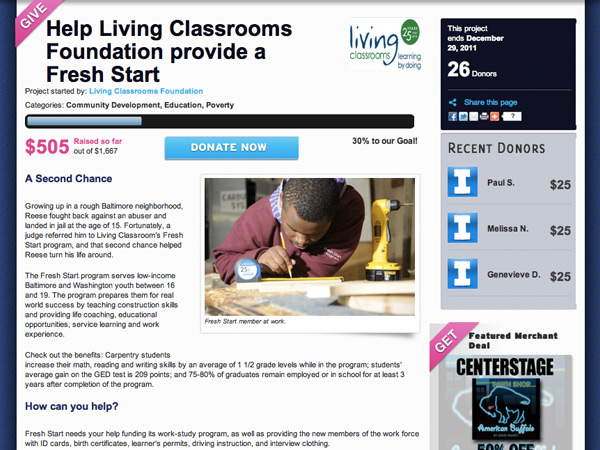 GIVE
Help Living Classrooms
Foundation provide a
Fresh Start
living
classrooms
25
YEARS
learning
by doing
Project started by: Living Classrooms Foundation
Categories: Community Development, Education, Poverty
$505 Raised so far
out of $1,667
DONATE NOW
30% to our Goal!
A Second Chance
Growing up in a rough Baltimore neighborhood,
Reese fought back against an abuser and
landed in jail at the age of 15. Fortunately, a
judge referred him to Living Classroom's Fresh
Start program, and that second chance helped
Reese turn his life around.
The Fresh Start program serves low-income
Baltimore and Washington youth between 16
and 19. The program prepares them for real
world success by teaching construction skills
and providing life coaching, educational
opportunities, service learning and work
experience.
Fresh Start member at work.
Check out the benefits: Carpentry students
increase their math, reading and writing skills by an average of 1 1/2 grade levels while in the program; students'
average gain on the GED test is 209 points; and 75-80% of graduates remain employed or in school for at least 3
years after completion of the program.
How can you help?
Fresh Start needs your help funding its work-study program, as well as providing the new members of the work force
with ID cards, birth certificates, learner's permits, driving instruction, and interview clothing.
This project
ends December
29, 2011
26 Donors
Share this page
?
RECENT DONORS
Paul S. $25
Melissa N. $25
Genevieve D. $25
GET
Featured Merchant
Deal
CENTERSTAGE
PAWN SHOP
American Buffalo
50% OFF